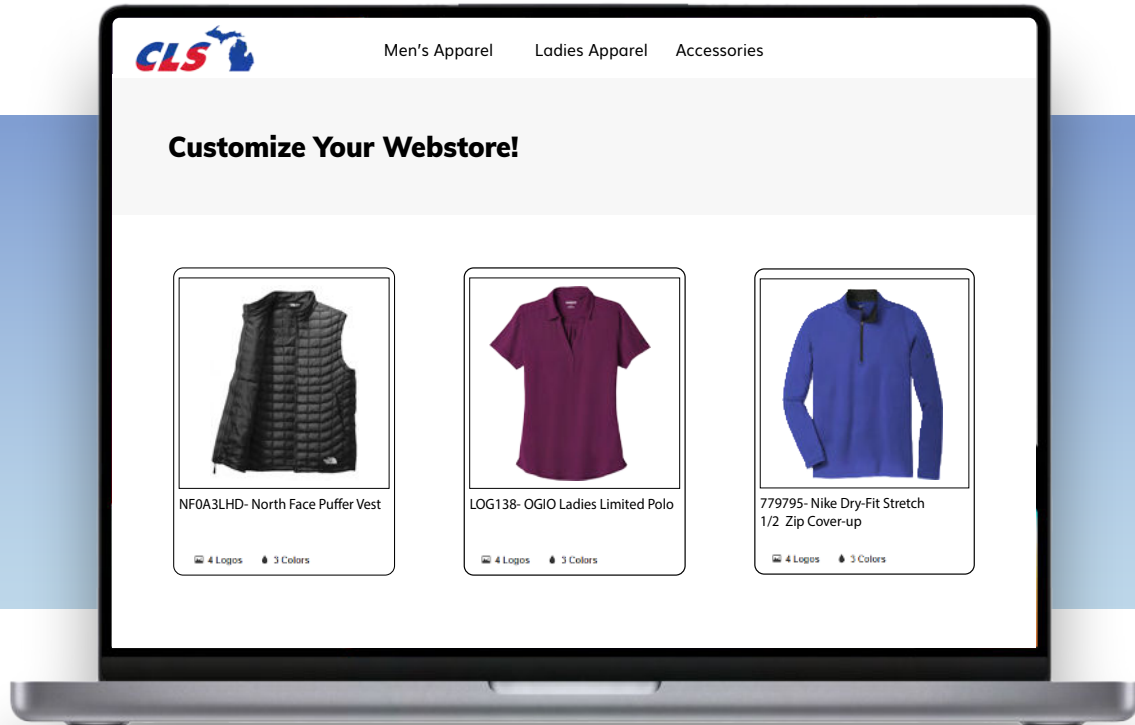 CLS
Men's Apparel Ladies Apparel Accessories
Customize Your Webstore!
NF0A3LHD- North Face Puffer Vest
4 Logos 3 Colors
LOG138- OGIO Ladies Limited Polo
4 Logos 3 Colors
779795- Nike Dry-Fit Stretch
1/2 Zip Cover-up
4 Logos 3 Colors